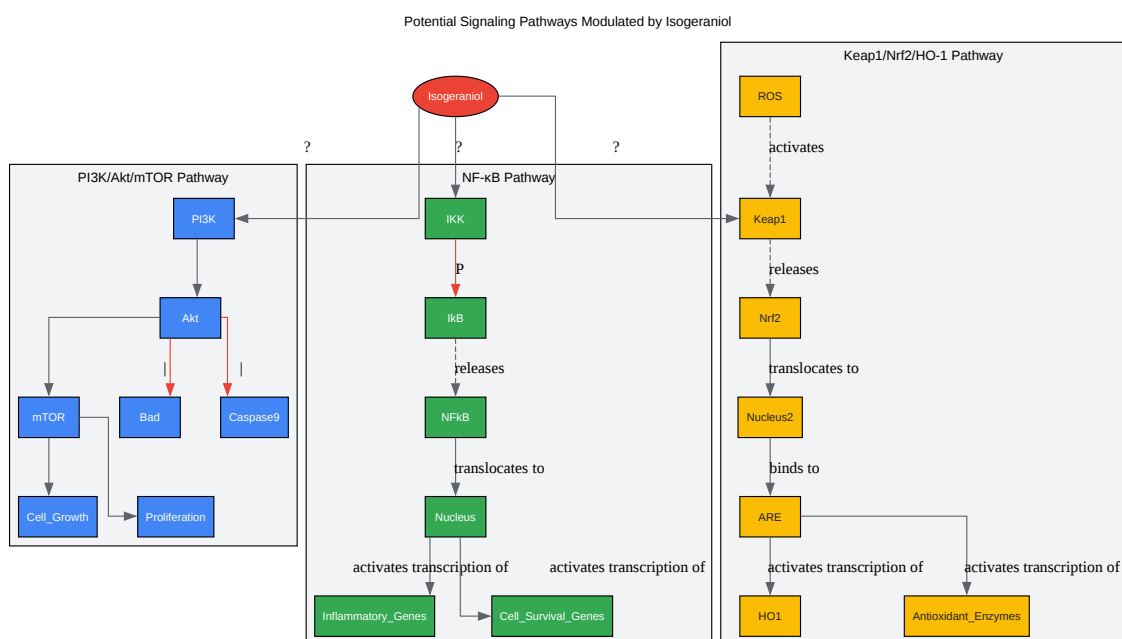 Potential Signaling Pathways Modulated by Isogeraniol
Keap1/Nrf2/HO-1 Pathway
Isogeraniol
ROS
?
?
?
activates
PI3K/Akt/mTOR Pathway
NF-κB Pathway
PI3K
IKK
Keap1
P
releases
Akt
IkB
Nrf2
|
|
releases
translocates to
mTOR
Bad
Caspase9
NFkB
Nucleus2
translocates to
binds to
Cell_Growth
Proliferation
Nucleus
ARE
activates transcription of
activates transcription of
activates transcription of
activates transcription of
Inflammatory_Genes
Cell_Survival_Genes
HO1
Antioxidant_Enzymes